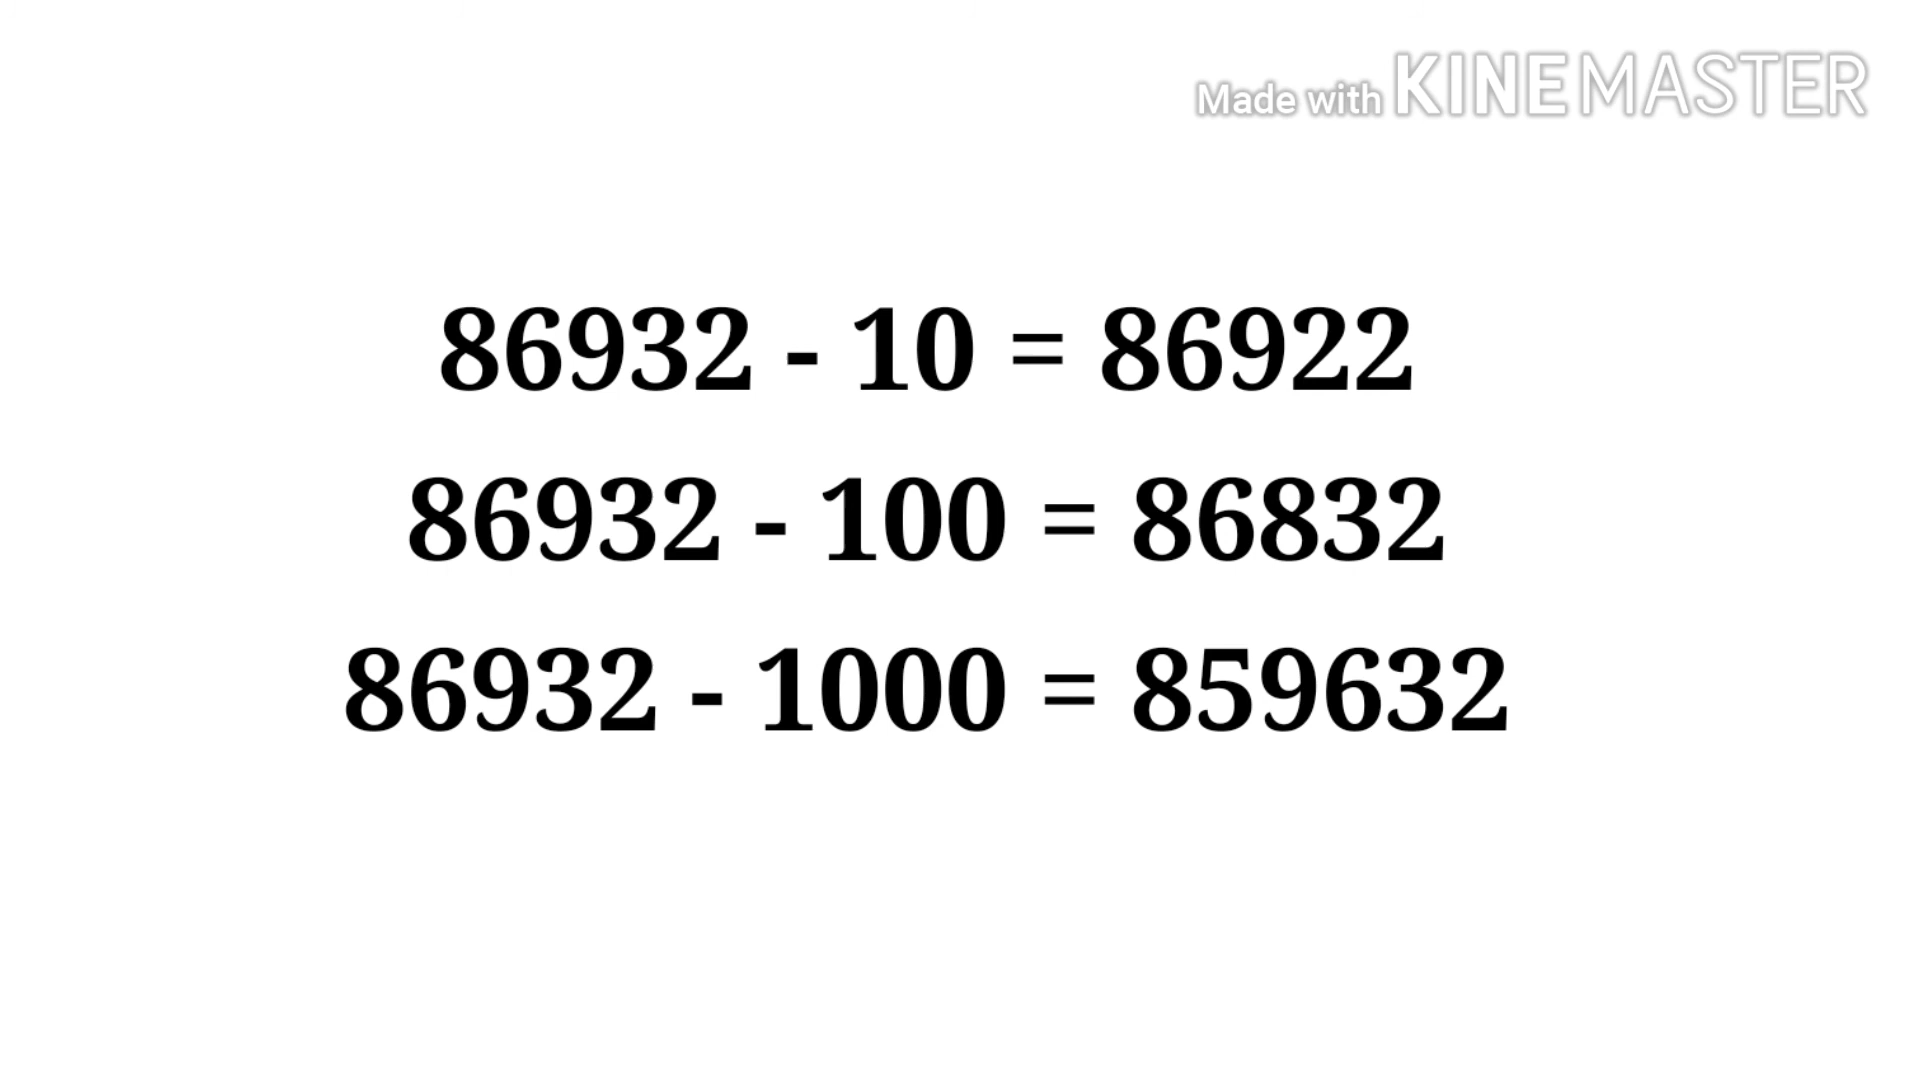 Made with KINEMASTER
86932 - 10 = 86922
86932 - 100 = 86832
86932 - 1000 = 859632